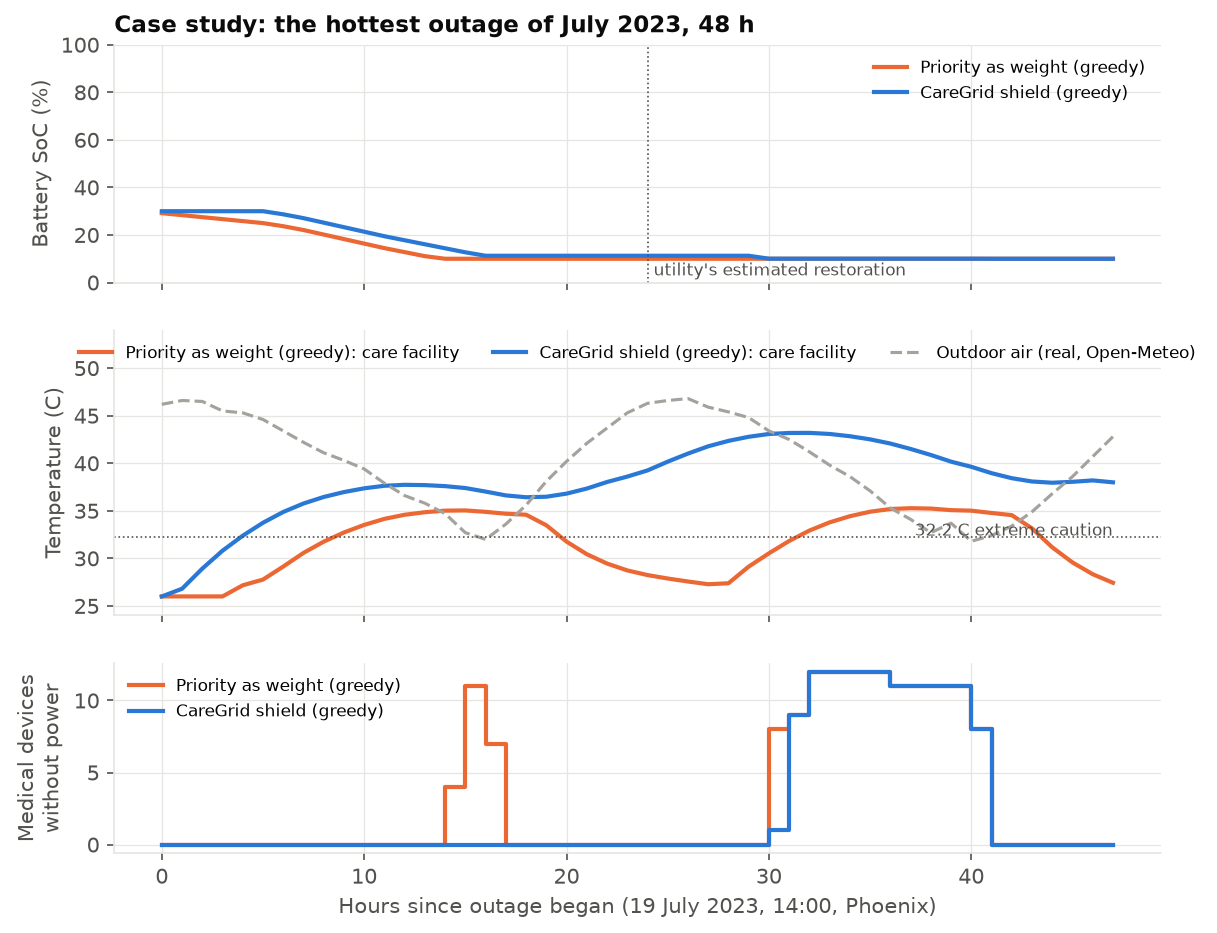 Case study: the hottest outage of July 2023, 48 h
Battery SoC (%)
100
80
60
40
20
0
Priority as weight (greedy)
CareGrid shield (greedy)
utility's estimated restoration
Temperature (C)
50
45
40
35
30
25
Priority as weight (greedy): care facility
CareGrid shield (greedy): care facility
Outdoor air (real, Open-Meteo)
32.2 C extreme caution
Medical devices
without power
10
5
0
Priority as weight (greedy)
CareGrid shield (greedy)
0 10 20 30 40
Hours since outage began (19 July 2023, 14:00, Phoenix)